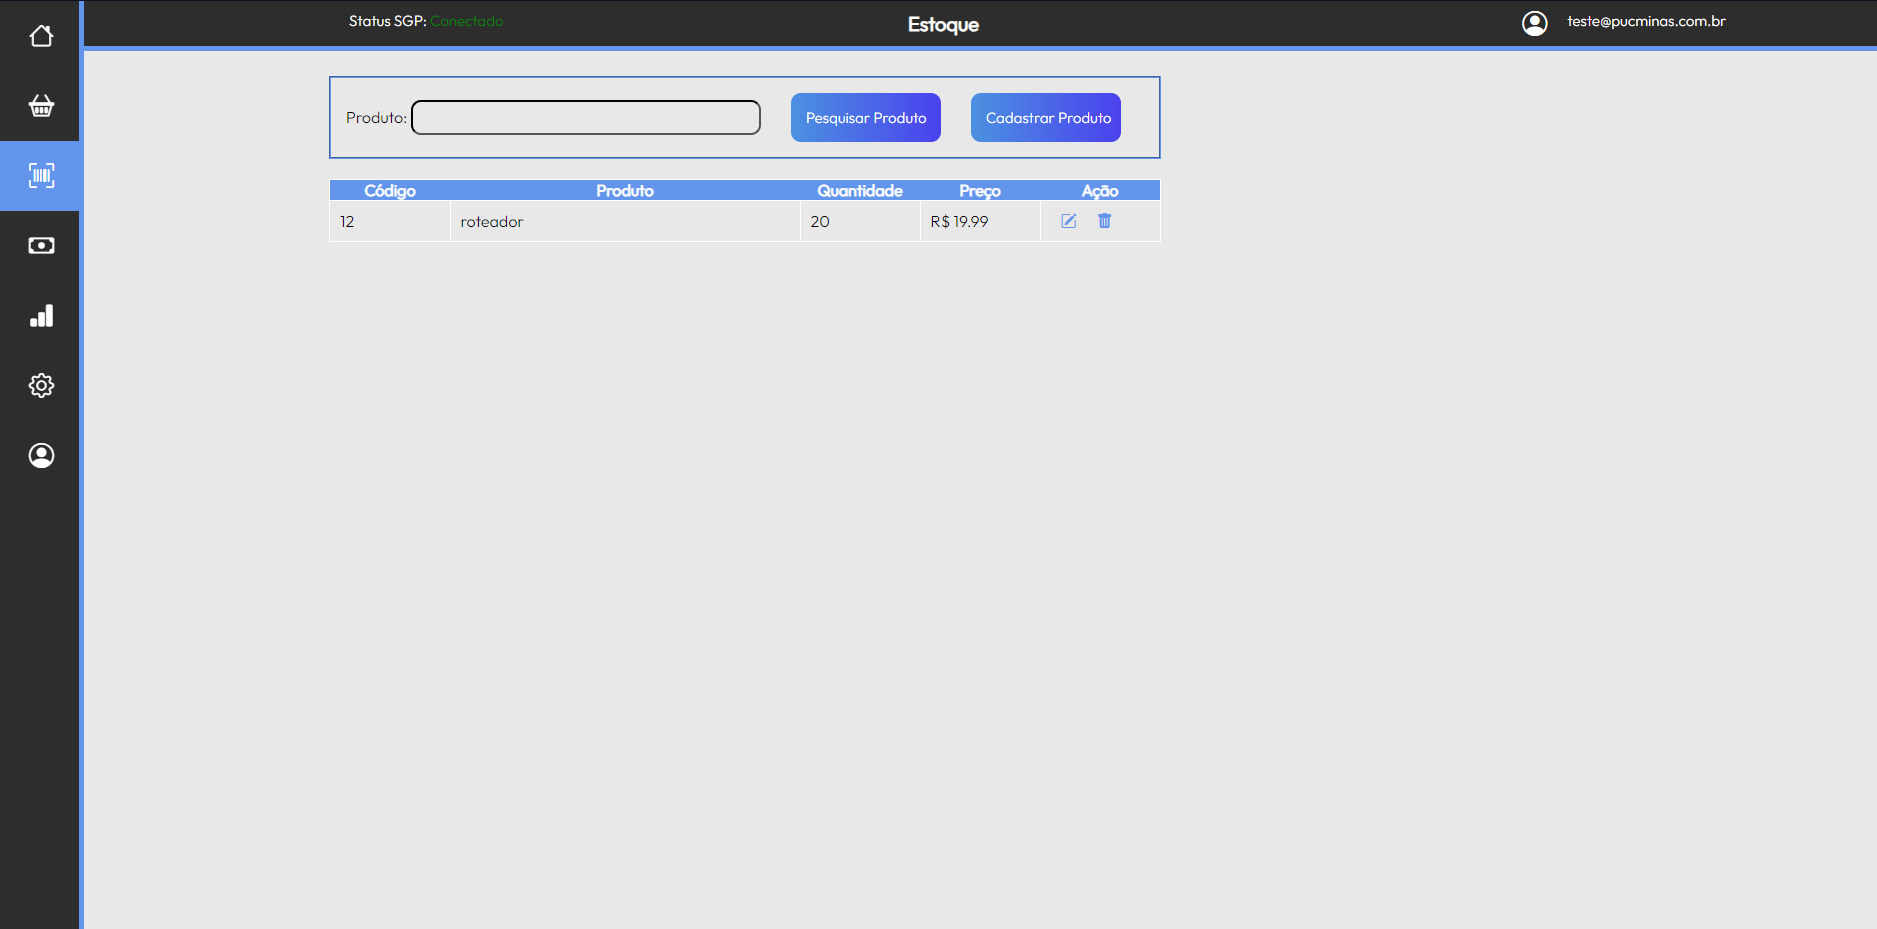 Status SGP: Conectado
Estoque
teste@pucminas.com.br
Produto:
Pesquisar Produto
Cadastrar Produto
Código Produto Quantidade Preço Ação
12 roteador 20 R$ 19.99